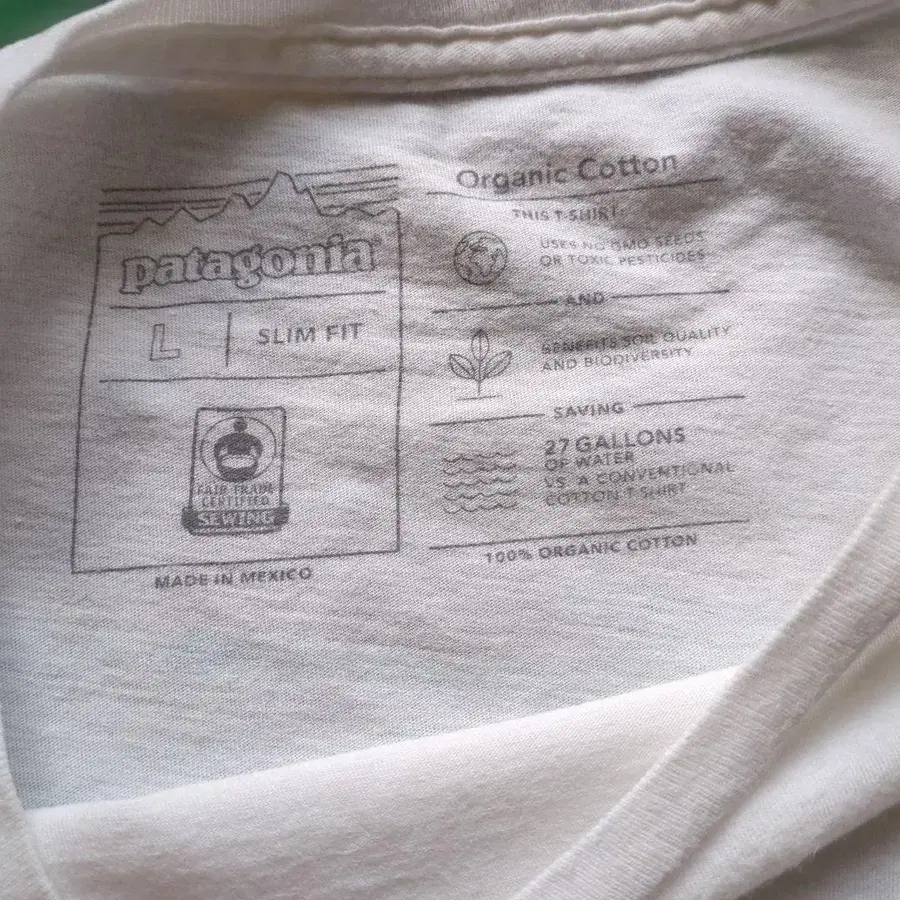 patagonia
L
SLIM FIT
FAIR TRADE
CERTIFIED
SEWING
MADE IN MEXICO
Organic Cotton
THIS T-SHIRT
USES NO GMO SEEDS
OR TOXIC PESTICIDES
AND
BENEFITS SOIL QUALITY
AND BIODIVERSITY
SAVING
27 GALLONS
OF WATER
VS. A CONVENTIONAL
COTTON T-SHIRT
100% ORGANIC COTTON